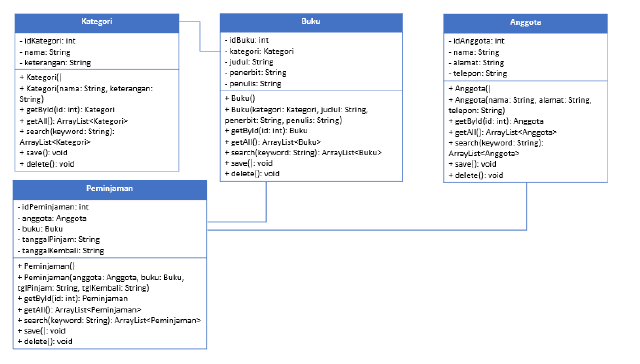 Kategori
- idKategori: int
- nama: String
- keterangan: String
+ Kategori()
+ Kategori(nama: String, keterangan:
String)
+ getById(id: int): Kategori
+ getAll(): ArrayList<Kategori>
+ search(keyword: String):
ArrayList<Kategori>
+ save(): void
+ delete(): void
Buku
- idBuku: int
- kategori: Kategori
- judul: String
- penerbit: String
- penulis: String
+ Buku()
+ Buku(kategori: Kategori, judul: String,
penerbit: String, penulis: String)
+ getById(id: int): Buku
+ getAll(): ArrayList<Buku>
+ search(keyword: String): ArrayList<Buku>
+ save(): void
+ delete(): void
Anggota
- idAnggota: int
- nama: String
- alamat: String
- telepon: String
+ Anggota()
+ Anggota(nama: String, alamat: String,
telepon: String)
+ getById(id: int): Anggota
+ getAll(): ArrayList<Anggota>
+ search(keyword: String):
ArrayList<Anggota>
+ save(): void
+ delete(): void
Peminjaman
- idPeminjaman: int
- anggota: Anggota
- buku: Buku
- tanggalPinjam: String
- tanggalKembali: String
+ Peminjaman()
+ Peminjaman(anggota: Anggota, buku: Buku,
tglPinjam: String, tglKembali: String)
+ getById(id: int): Peminjaman
+ getAll(): ArrayList<Peminjaman>
+ search(keyword: String): ArrayList<Peminjaman>
+ save(): void
+ delete(): void